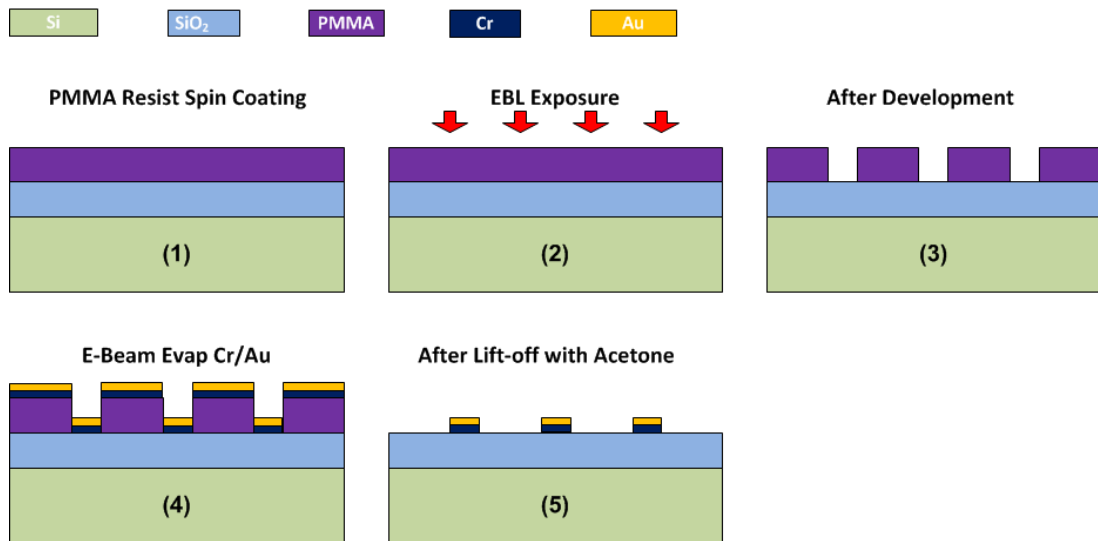 Si
SiO₂
PMMA
Cr
Au
PMMA Resist Spin Coating
EBL Exposure
After Development
(1)
(2)
(3)
E-Beam Evap Cr/Au
After Lift-off with Acetone
(4)
(5)